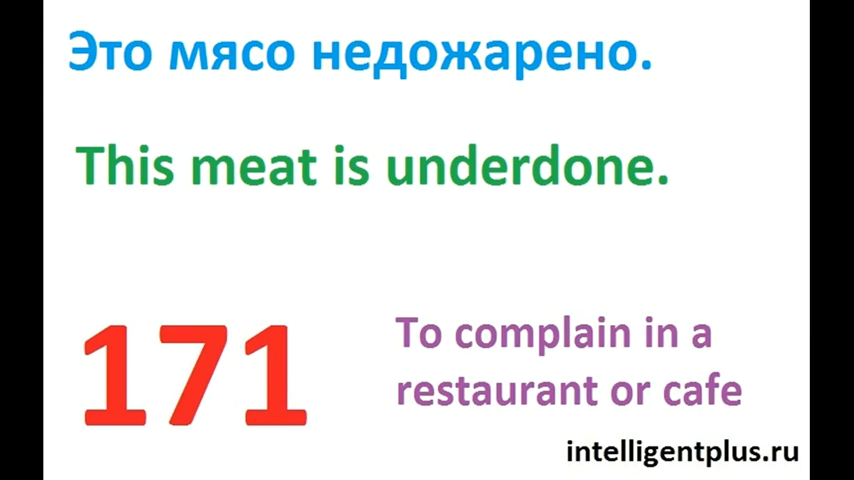 Это мясо недожарено.
This meat is underdone.
171
To complain in a
restaurant or cafe
intelligentplus.ru